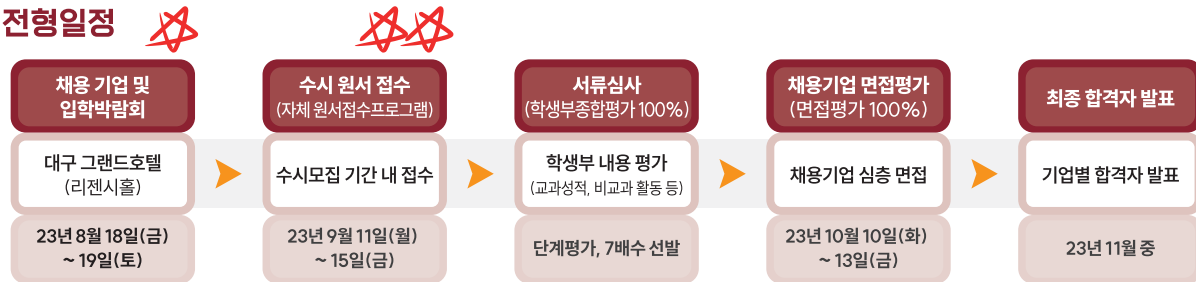 전형일정
채용 기업 및
입학박람회
대구 그랜드호텔
(리젠시홀)
23년 8월 18일(금)
~ 19일(토)
수시 원서 접수
(자체 원서접수프로그램)
수시모집 기간 내 접수
23년 9월 11일(월)
~ 15일(금)
서류심사
(학생부종합평가 100%)
학생부 내용 평가
(교과성적, 비교과 활동 등)
단계평가, 7배수 선발
채용기업 면접평가
(면접평가 100%)
채용기업 심층 면접
23년 10월 10일(화)
~ 13일(금)
최종 합격자 발표
기업별 합격자 발표
23년 11월 중